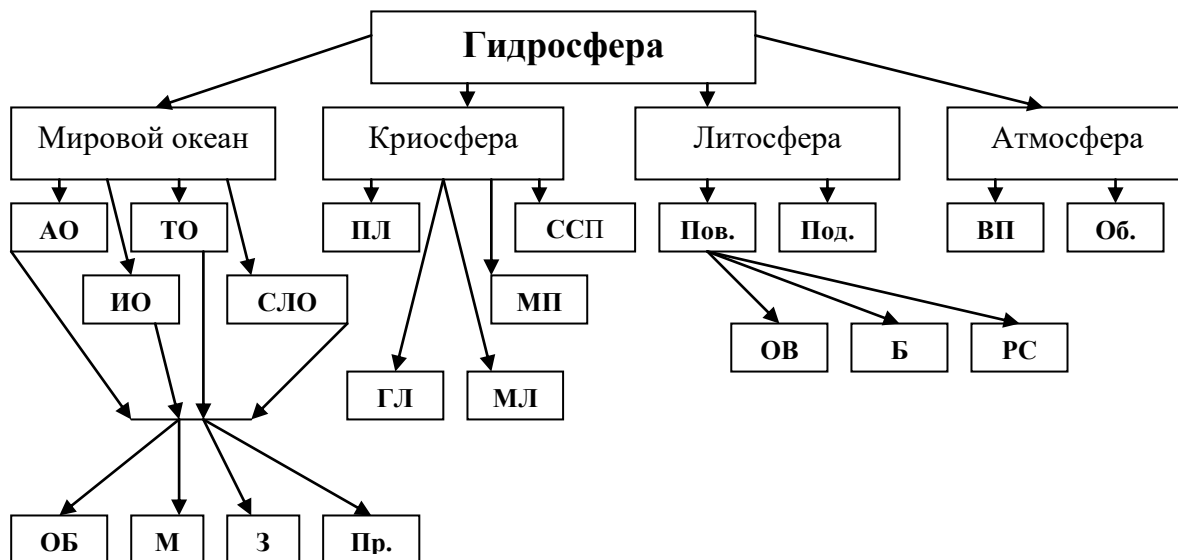 Гидросфера
Мировой океан
Криосфера
Литосфера
Атмосфера
АО
ТО
ПЛ
ССП
Пов.
Под.
ВП
Об.
ИО
СЛО
МП
ОВ
Б
РС
ГЛ
МЛ
ОБ
М
З
Пр.